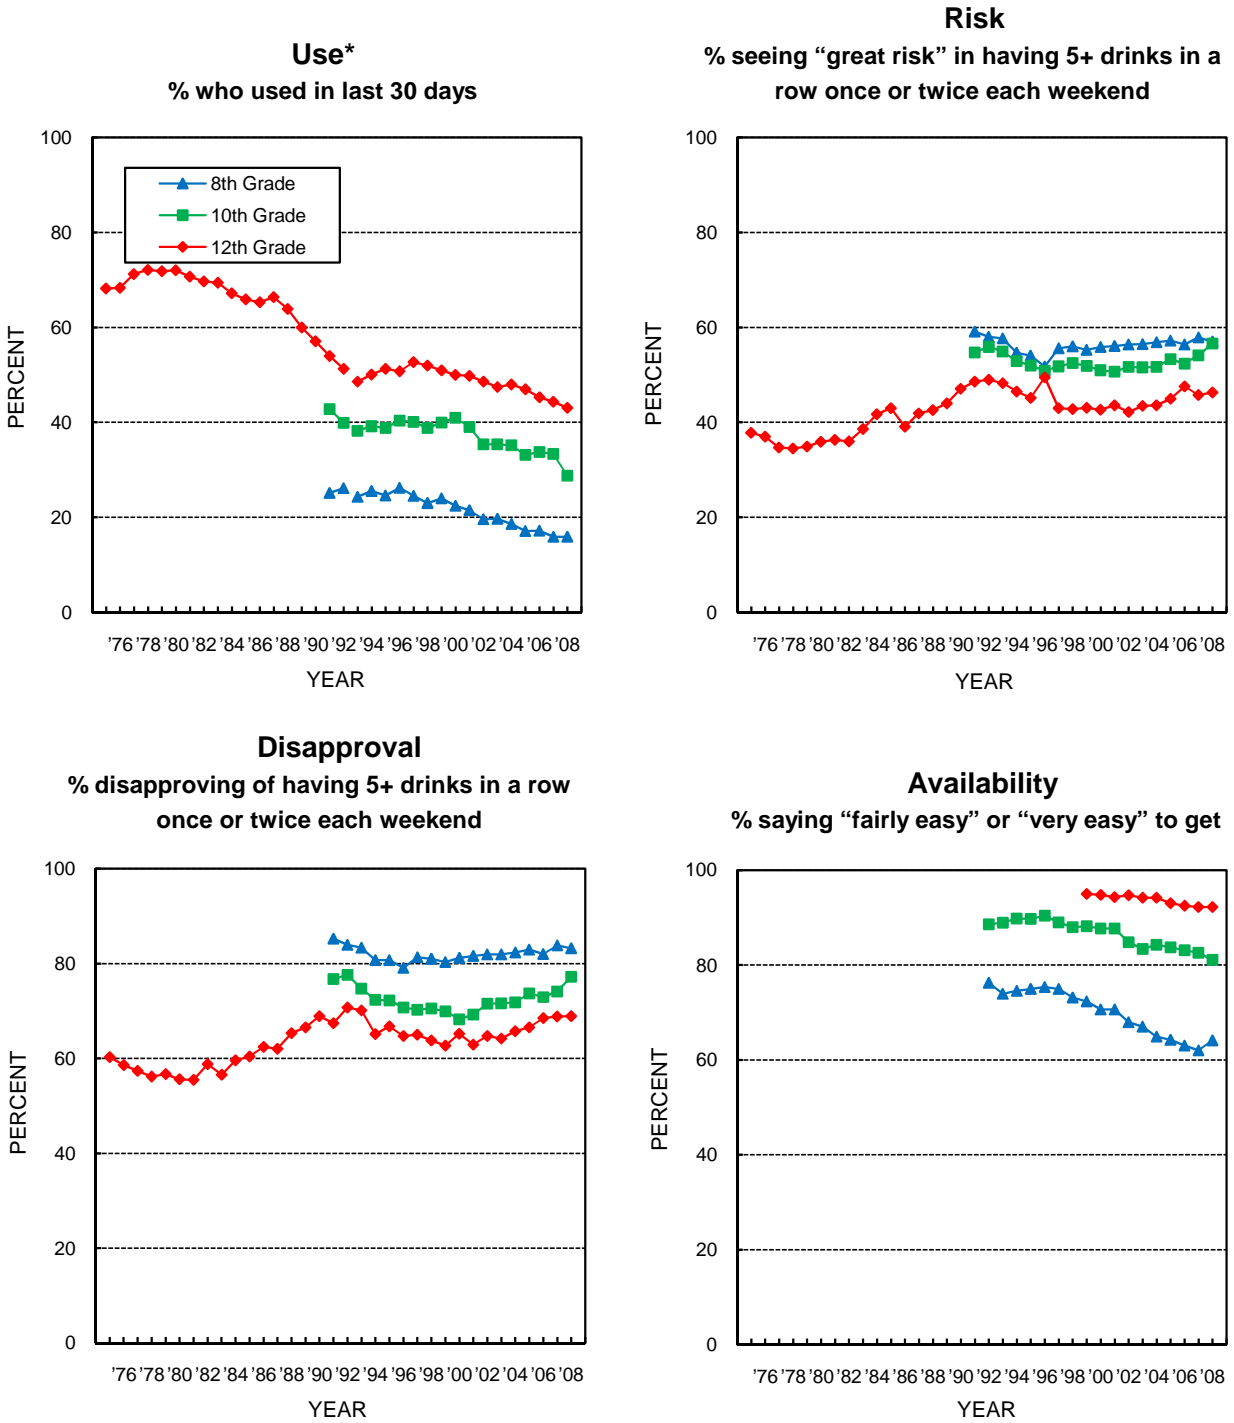 Use*
% who used in last 30 days
100
80
60
40
20
0
PERCENT
8th Grade
10th Grade
12th Grade
'76 '78 '80 '82 '84 '86 '88 '90 '92 '94 '96 '98 '00 '02 '04 '06 '08
YEAR
Risk
% seeing “great risk” in having 5+ drinks in a
row once or twice each weekend
100
80
60
40
20
0
PERCENT
'76 '78 '80 '82 '84 '86 '88 '90 '92 '94 '96 '98 '00 '02 '04 '06 '08
YEAR
Disapproval
% disapproving of having 5+ drinks in a row
once or twice each weekend
100
80
60
40
20
0
PERCENT
'76 '78 '80 '82 '84 '86 '88 '90 '92 '94 '96 '98 '00 '02 '04 '06 '08
YEAR
Availability
% saying “fairly easy” or “very easy” to get
100
80
60
40
20
0
PERCENT
'76 '78 '80 '82 '84 '86 '88 '90 '92 '94 '96 '98 '00 '02 '04 '06 '08
YEAR